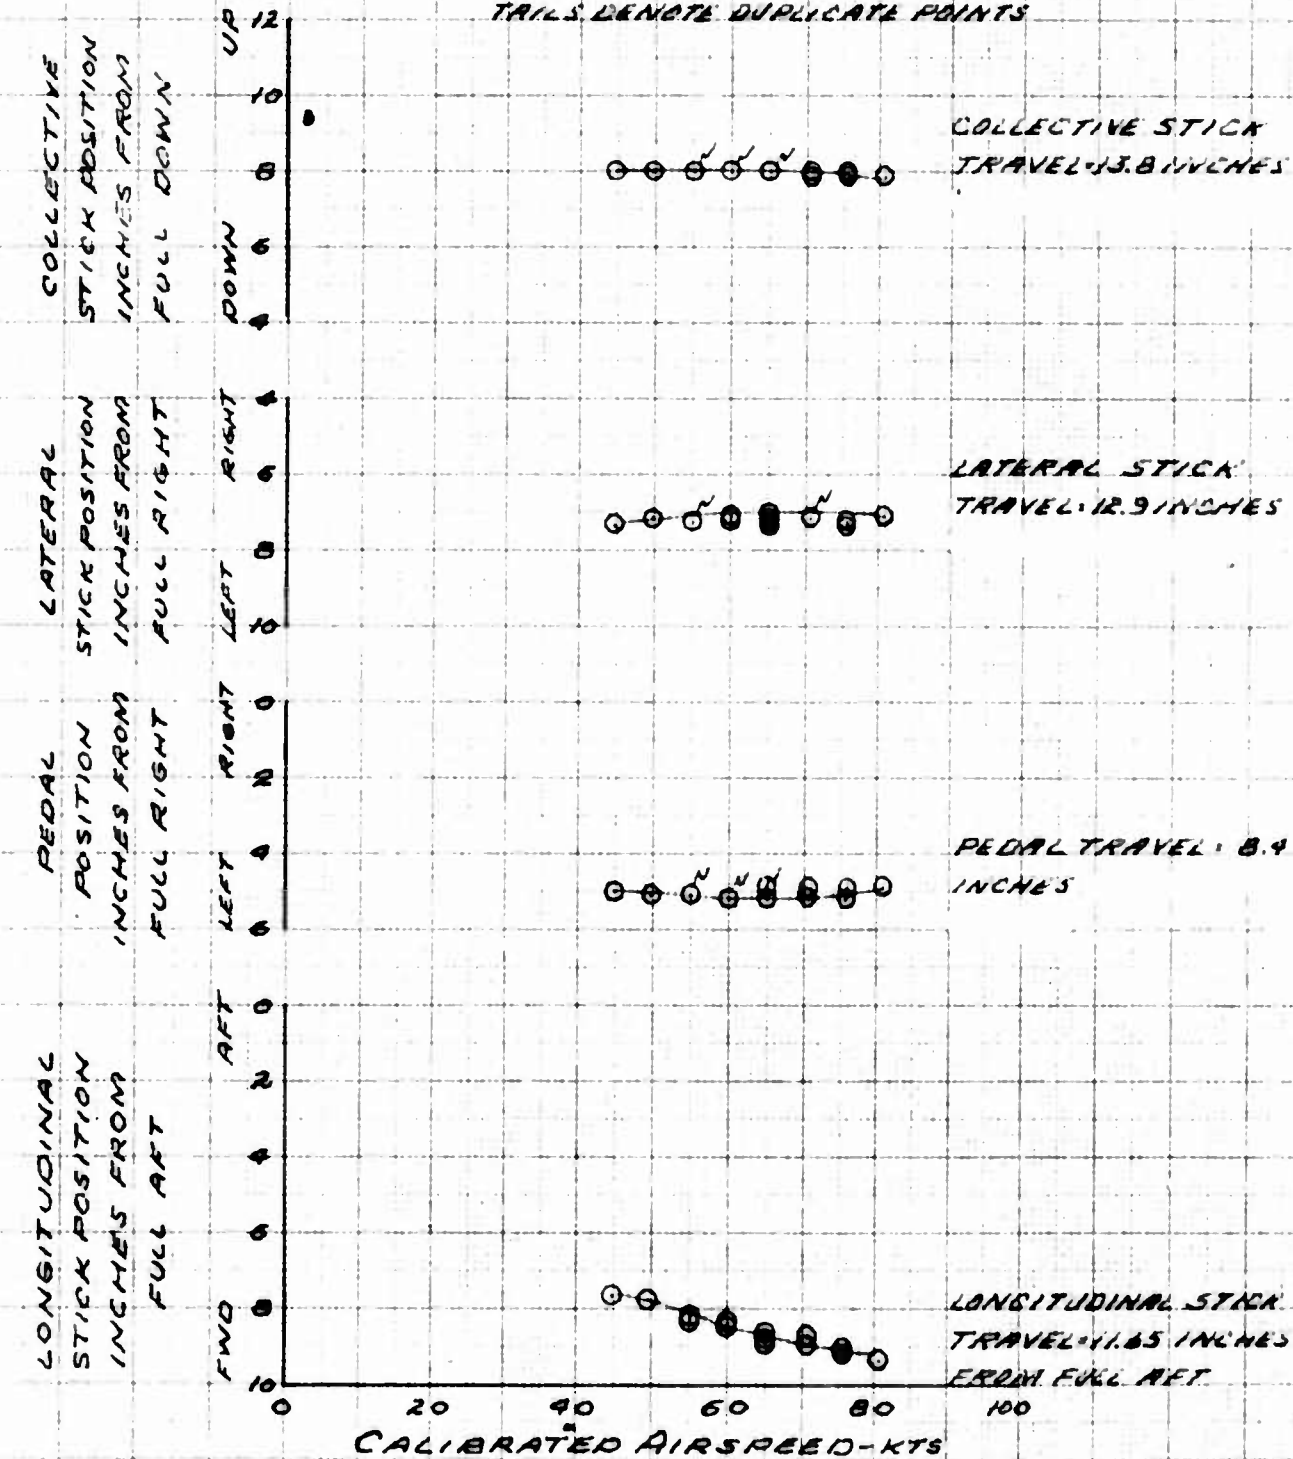 TAILS DENOTE DUPLICATE POINTS
COLLECTIVE
STICK POSITION
INCHES FROM
FULL DOWN
UP
DOWN
12
10
8
6
4
COLLECTIVE STICK
TRAVEL=13.8 INCHES
LATERAL
STICK POSITION
INCHES FROM
FULL RIGHT
RIGHT
LEFT
4
6
8
10
LATERAL STICK
TRAVEL=12.9 INCHES
PEDAL
POSITION
INCHES FROM
FULL RIGHT
RIGHT
LEFT
0
2
4
6
PEDAL TRAVEL = 8.4
INCHES
LONGITUDINAL
STICK POSITION
INCHES FROM
FULL AFT
AFT
FWD
0
2
4
6
8
10
LONGITUDINAL STICK
TRAVEL=11.65 INCHES
FROM FULL AFT
0 20 40 60 80 100
CALIBRATED AIRSPEED-KTS